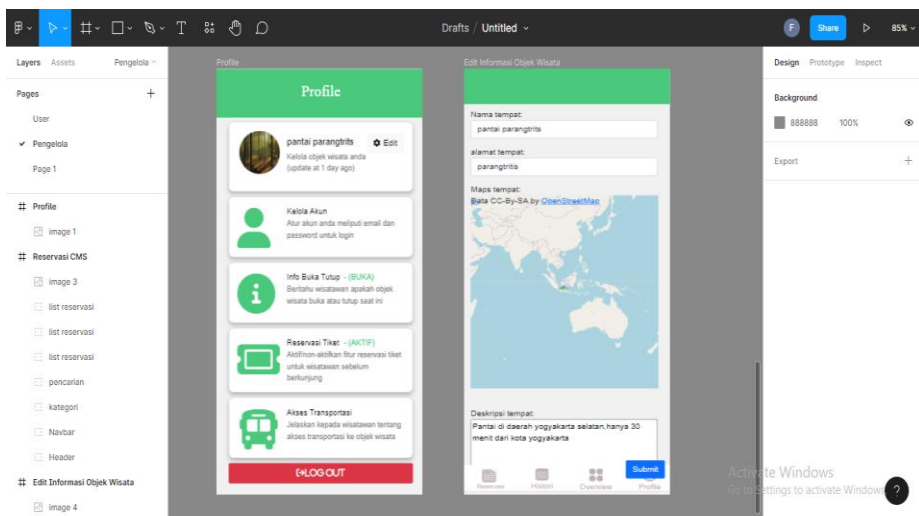 T
Drafts / Untitled
F
Share
85%
Layers Assets Pengelola
Pages
User
Pengelola
Page 1
Profile
image 1
Reservasi CMS
image 3
list reservasi
list reservasi
list reservasi
pencarian
kategori
Navbar
Header
Edit Informasi Objek Wisata
image 4
Profile
Profile
pantai parangtrits
Edit
Kelola objek wisata anda
(update at 1 day ago)
Kelola Akun
Atur akun anda meliputi email dan
password untuk login
Info Buka Tutup - (BUKA)
Beritahu wisatawan apakah objek
wisata buka atau tutup saat ini
Reservasi Tiket - (AKTIF)
Aktif/non-aktifkan fitur reservasi tiket
untuk wisatawan sebelum
berkunjung
Akses Transportasi
Jelaskan kepada wisatawan tentang
akses transportasi ke objek wisata
LOG OUT
Edit Informasi Objek Wisata
Nama tempat:
pantai parangtrits
alamat tempat:
parangtritis
Maps tempat:
Data CC-By-SA by OpenStreetMap
Deskripsi tempat:
Pantai di daerah yogyakarta selatan,hanya 30
menit dari kota yogyakarta
Submit
Reservasi Histori Overview Profile
Design Prototype Inspect
Background
888888 100%
Export
Activate Windows
Go to Settings to activate Windows.
?